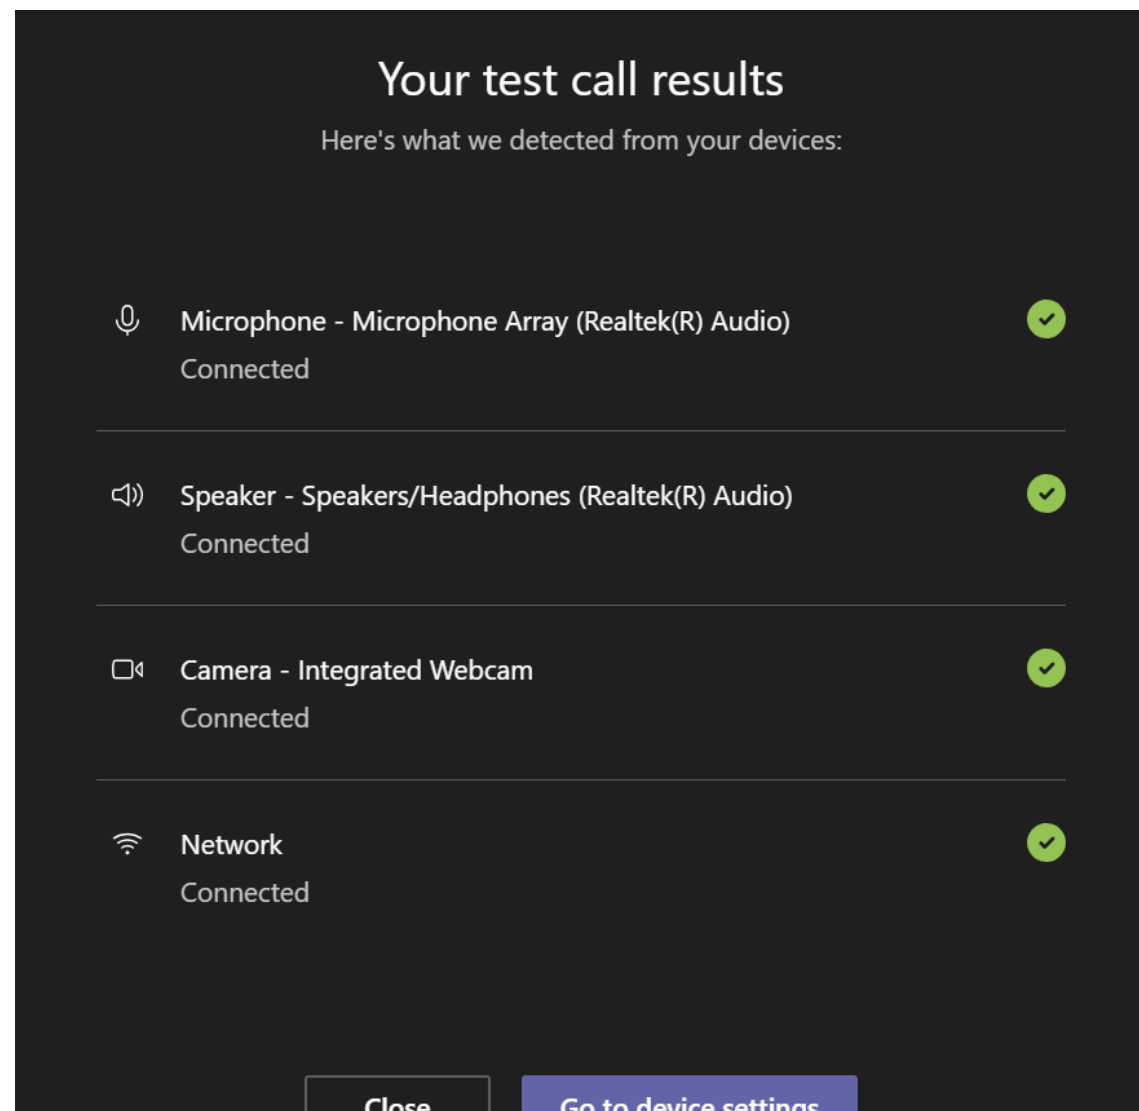 Your test call results
Here's what we detected from your devices:
Microphone - Microphone Array (Realtek(R) Audio)
Connected
Speaker - Speakers/Headphones (Realtek(R) Audio)
Connected
Camera - Integrated Webcam
Connected
Network
Connected
Close
Go to device settings